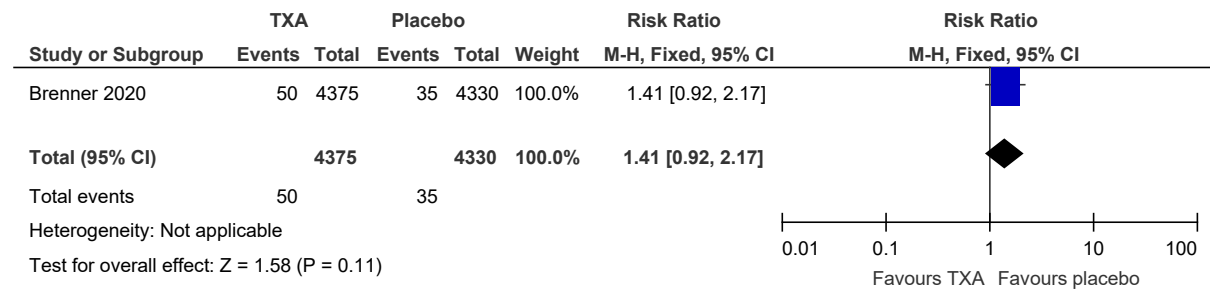 TXA Placebo Risk Ratio Risk Ratio
Study or Subgroup Events Total Events Total Weight M-H, Fixed, 95% CI M-H, Fixed, 95% CI
Brenner 2020 50 4375 35 4330 100.0% 1.41 [0.92, 2.17]
Total (95% CI) 4375 4330 100.0% 1.41 [0.92, 2.17]
Total events 50 35
Heterogeneity: Not applicable
Test for overall effect: Z = 1.58 (P = 0.11)
0.01 0.1 1 10 100
Favours TXA Favours placebo